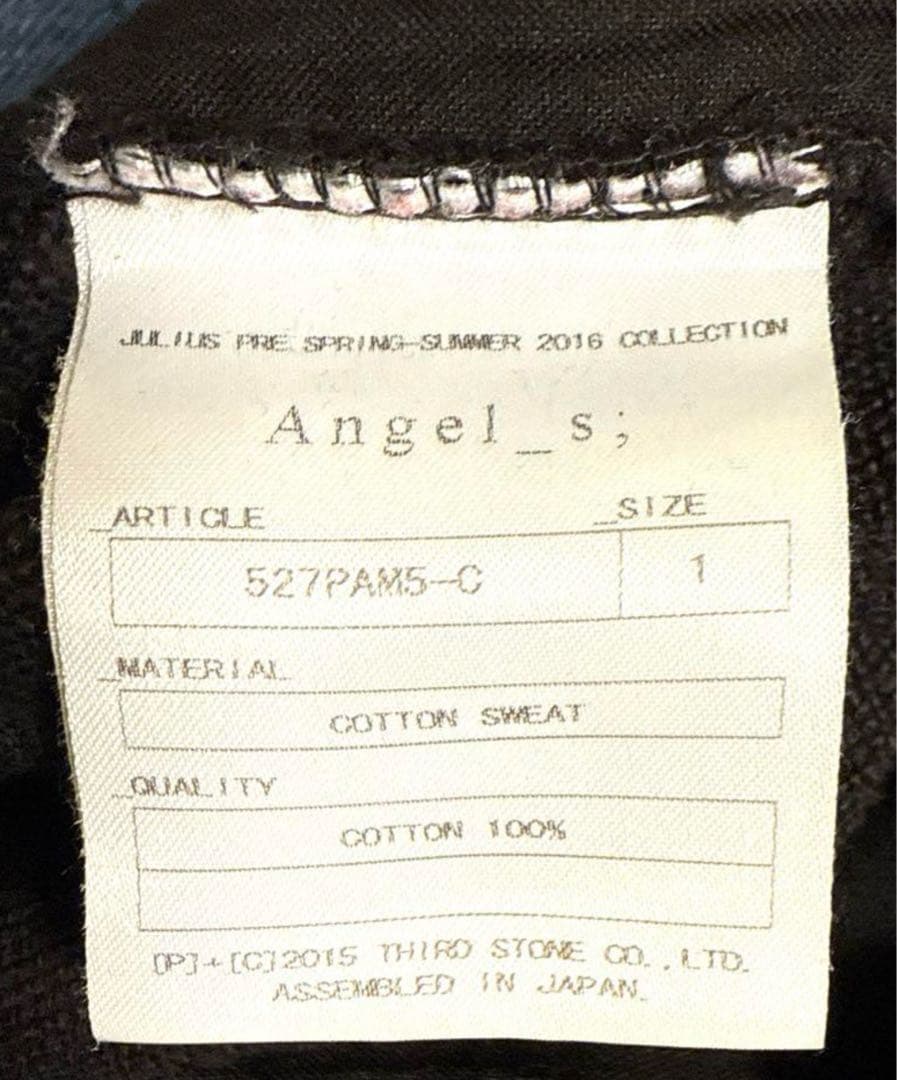 JULIUS PRE SPRING-SUMMER 2016 COLLECTION
Angel_s;
_ARTICLE _SIZE
527PAM5-C 1
_MATERIAL
COTTON SWEAT
_QUALITY
COTTON 100%
[P]+[C]2015 THIRD STONE CO.,LTD.
ASSEMBLED IN JAPAN.